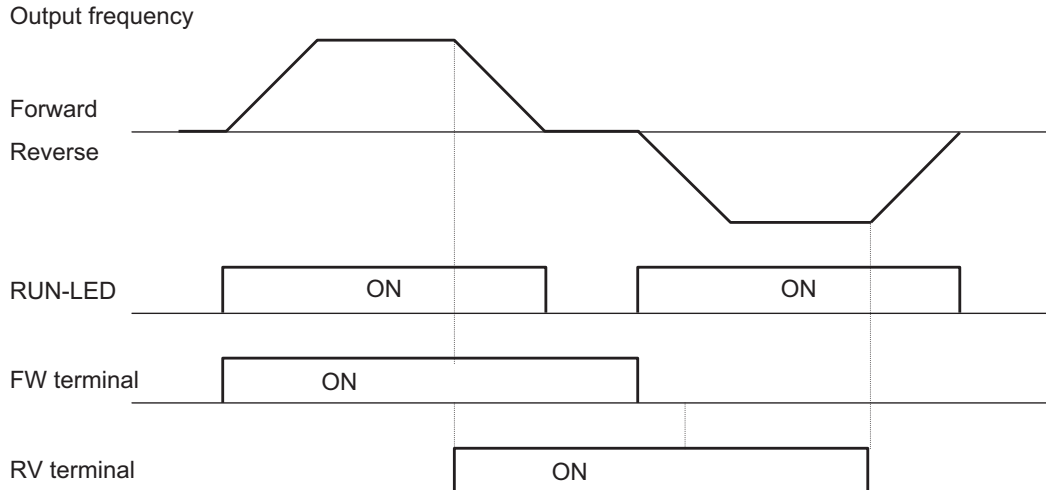 Output frequency
Forward
Reverse
RUN-LED
ON
ON
FW terminal
ON
RV terminal
ON